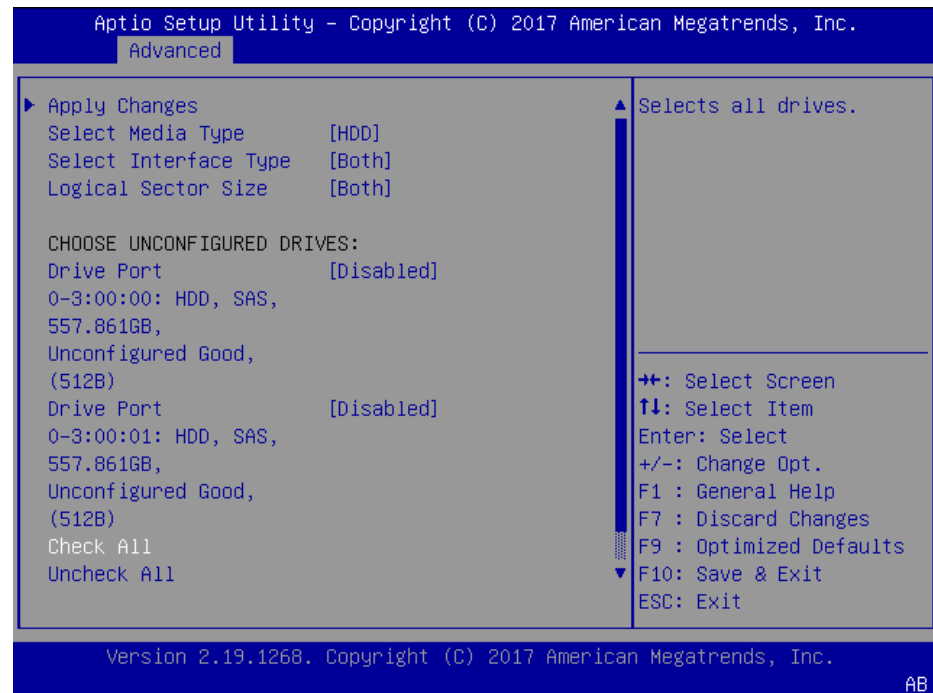 Aptio Setup Utility – Copyright (C) 2017 American Megatrends, Inc.
Advanced
▶ Apply Changes
Select Media Type [HDD]
Select Interface Type [Both]
Logical Sector Size [Both]
CHOOSE UNCONFIGURED DRIVES:
Drive Port [Disabled]
0-3:00:00: HDD, SAS,
557.861GB,
Unconfigured Good,
(512B)
Drive Port [Disabled]
0-3:00:01: HDD, SAS,
557.861GB,
Unconfigured Good,
(512B)
Check All
Uncheck All
Selects all drives.
→←: Select Screen
↑↓: Select Item
Enter: Select
+/-: Change Opt.
F1 : General Help
F7 : Discard Changes
F9 : Optimized Defaults
F10: Save & Exit
ESC: Exit
Version 2.19.1268. Copyright (C) 2017 American Megatrends, Inc.
AB